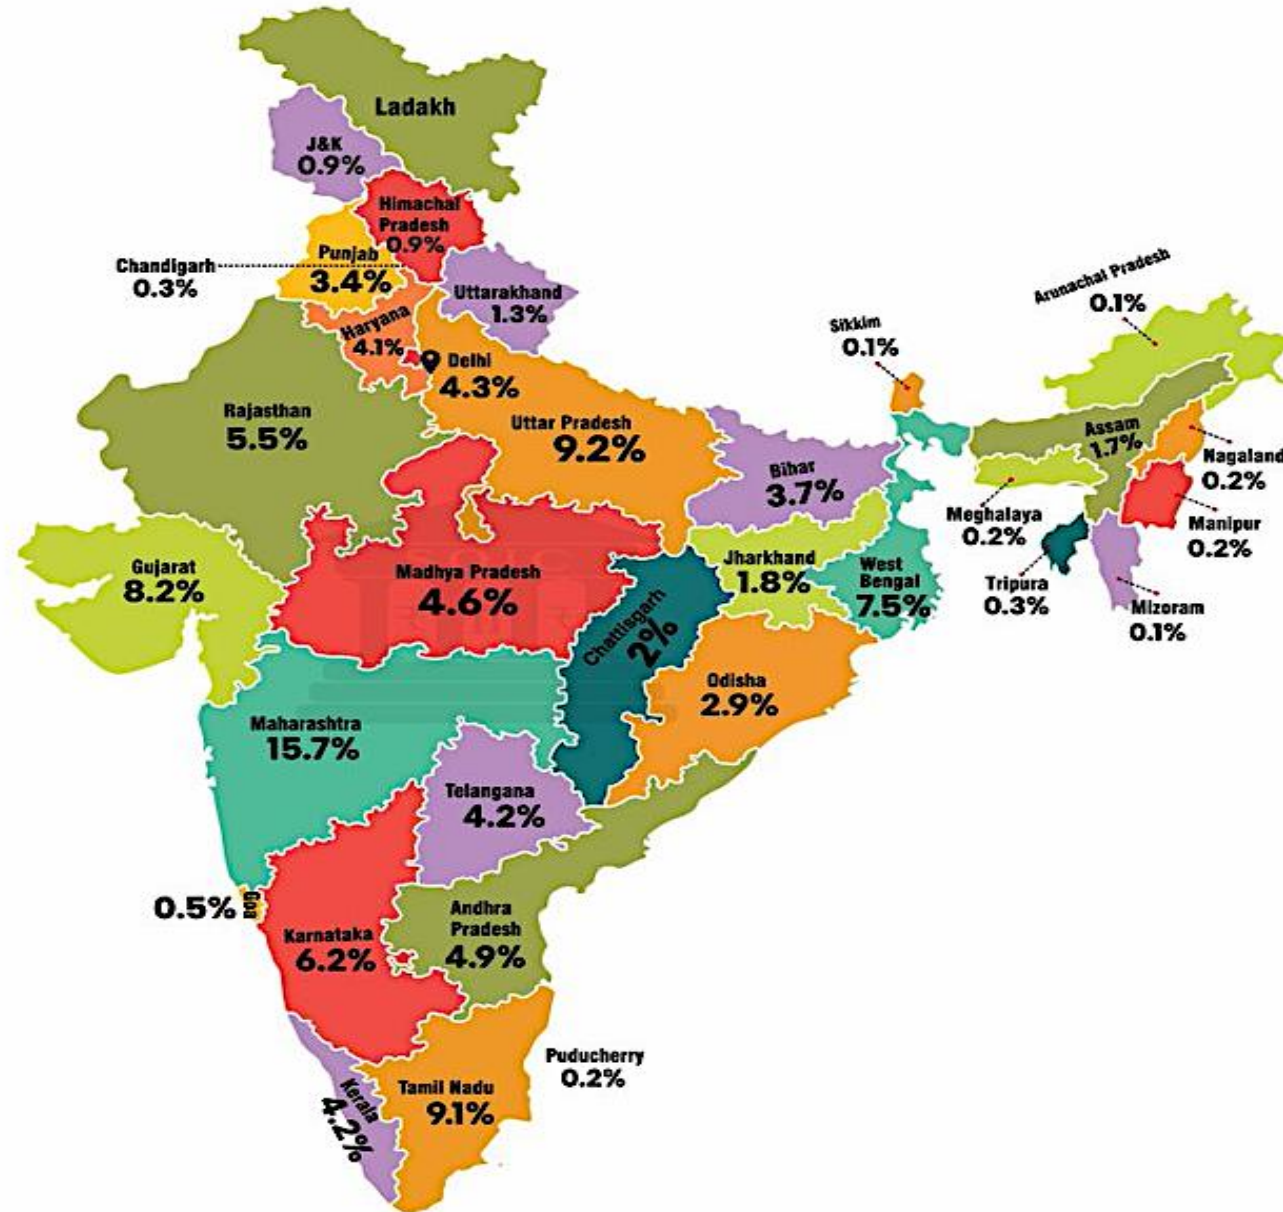 Ladakh
J&K
0.9%
Himachal
Pradesh
0.9%
Punjab
3.4%
Chandigarh
0.3%
Uttarakhand
1.3%
Haryana
4.1%
Delhi
4.3%
Rajasthan
5.5%
Uttar Pradesh
9.2%
Bihar
3.7%
Sikkim
0.1%
Arunachal Pradesh
0.1%
Assam
1.7%
Nagaland
0.2%
Meghalaya
0.2%
Manipur
0.2%
Tripura
0.3%
Mizoram
0.1%
Gujarat
8.2%
Madhya Pradesh
4.6%
Jharkhand
1.8%
West
Bengal
7.5%
Chattisgarh
2%
Odisha
2.9%
Maharashtra
15.7%
Telangana
4.2%
Goa
0.5%
Karnataka
6.2%
Andhra
Pradesh
4.9%
Puducherry
0.2%
Kerala
4.2%
Tamil Nadu
9.1%